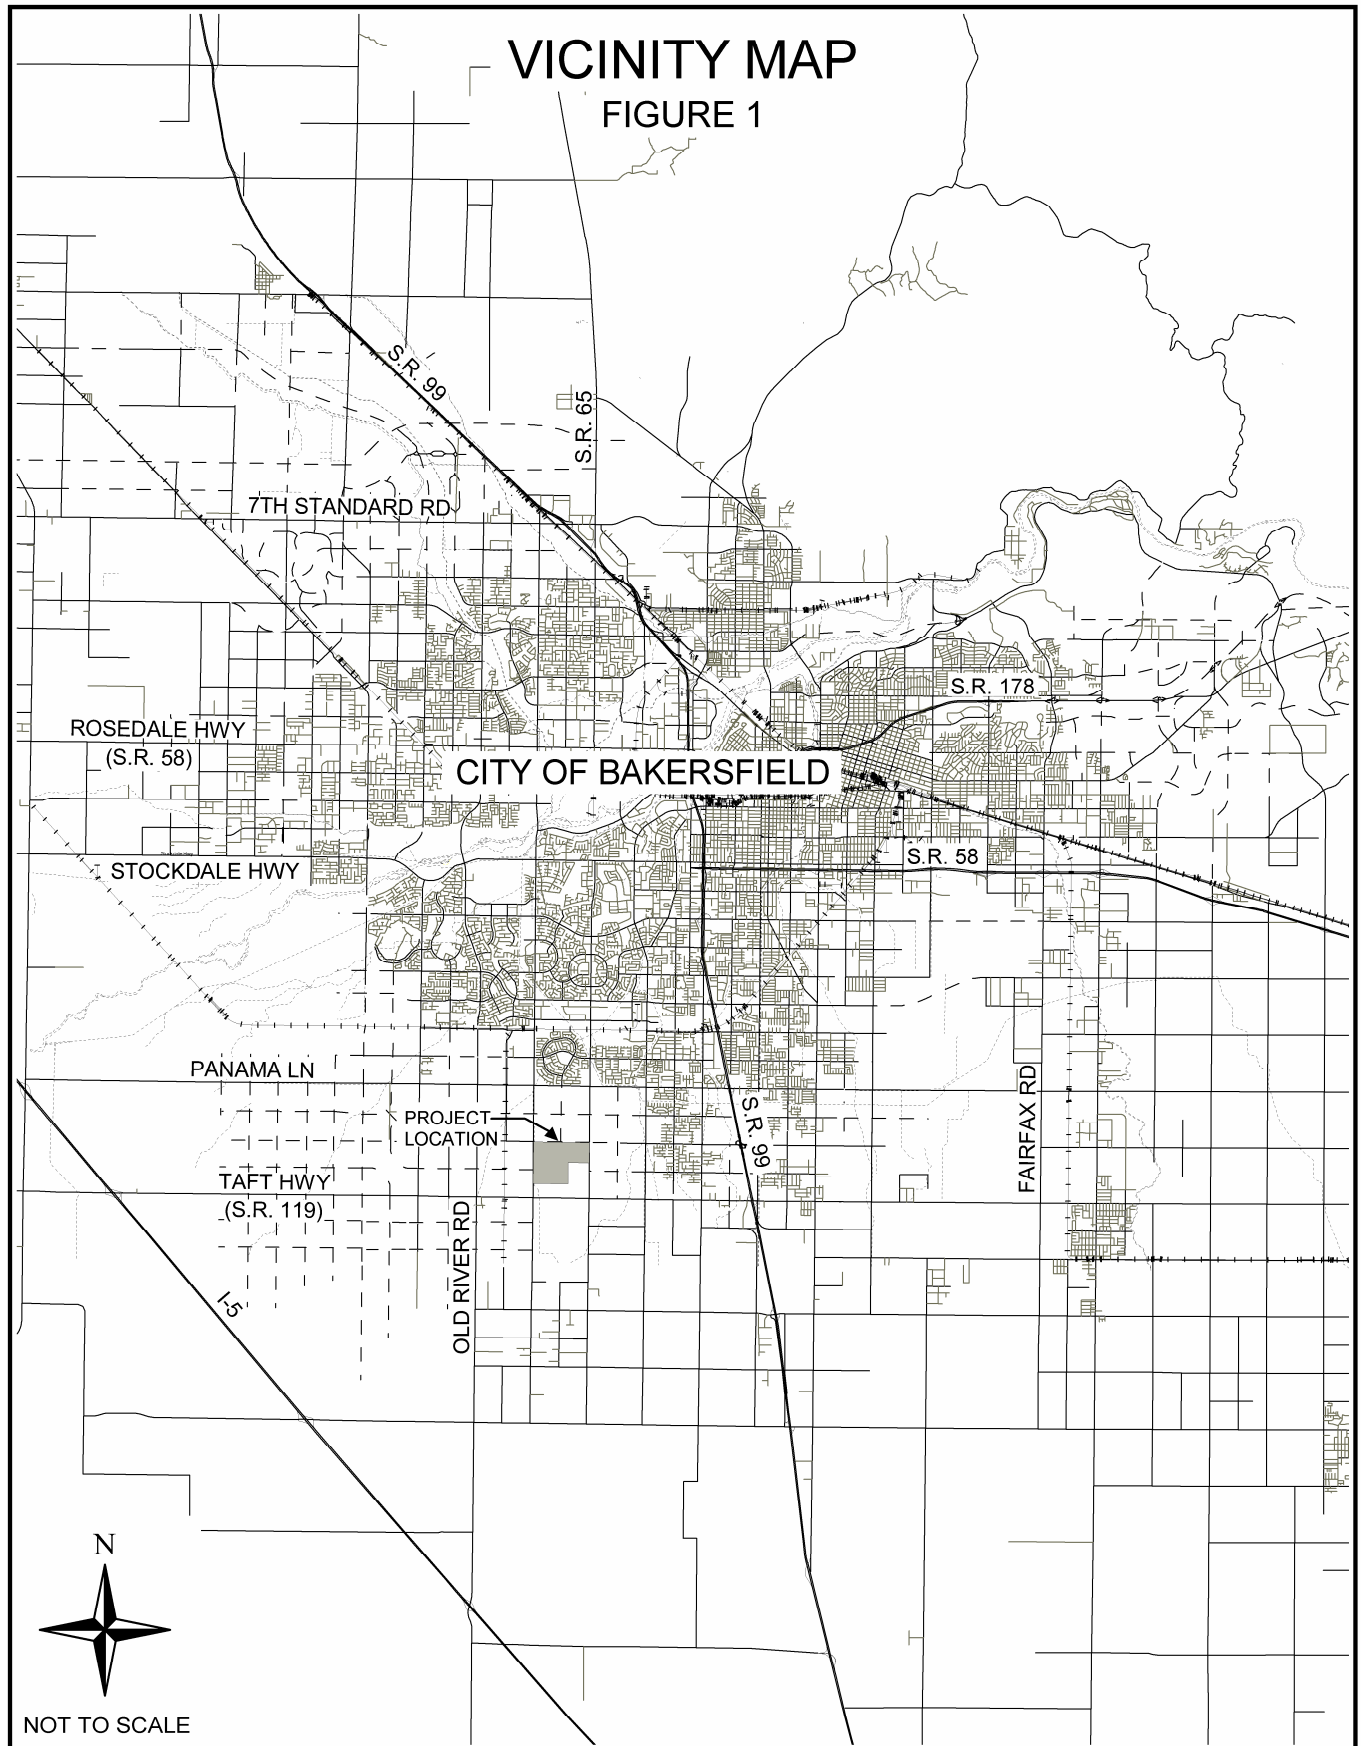 VICINITY MAP
FIGURE 1
S.R. 99
S.R. 65
7TH STANDARD RD
S.R. 178
ROSEDALE HWY
(S.R. 58)
CITY OF BAKERSFIELD
S.R. 58
STOCKDALE HWY
PANAMA LN
FAIRFAX RD
S.R. 99
PROJECT
LOCATION
TAFT HWY
(S.R. 119)
OLD RIVER RD
I-5
N
NOT TO SCALE